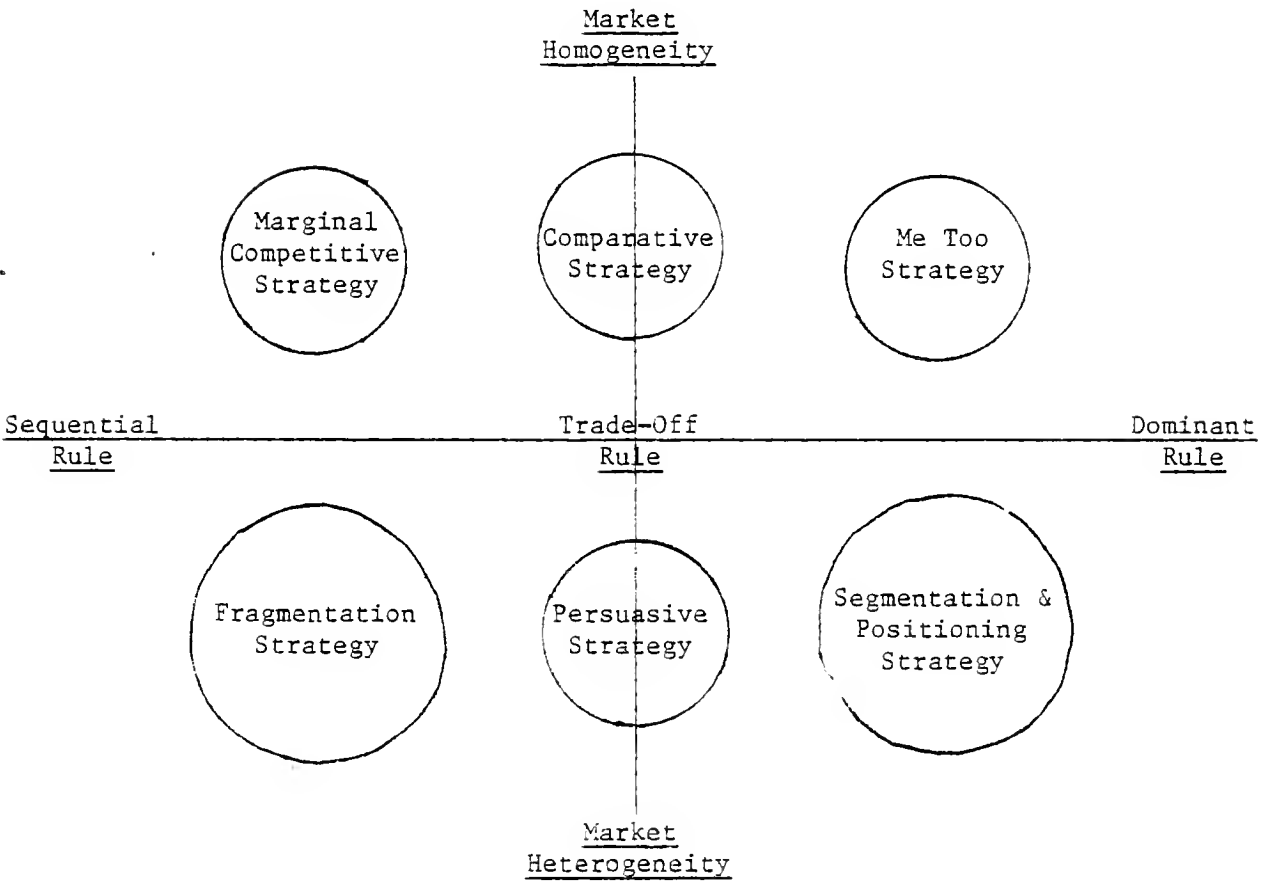 Market
Homogeneity
Marginal
Competitive
Strategy
Comparative
Strategy
Me Too
Strategy
Sequential
Rule
Trade-Off
Rule
Dominant
Rule
Fragmentation
Strategy
Persuasive
Strategy
Segmentation &
Positioning
Strategy
Market
Heterogeneity